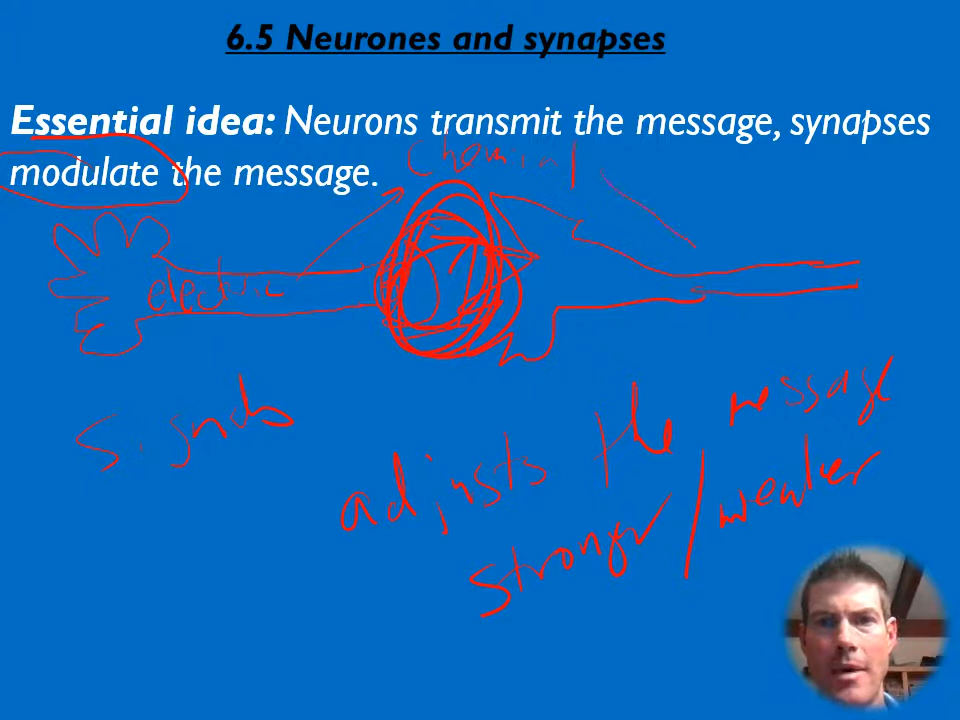 6.5 Neurones and synapses
Essential idea: Neurons transmit the message, synapses
modulate the message.
chemical
electric
signals
adjusts the message
stronger/weaker